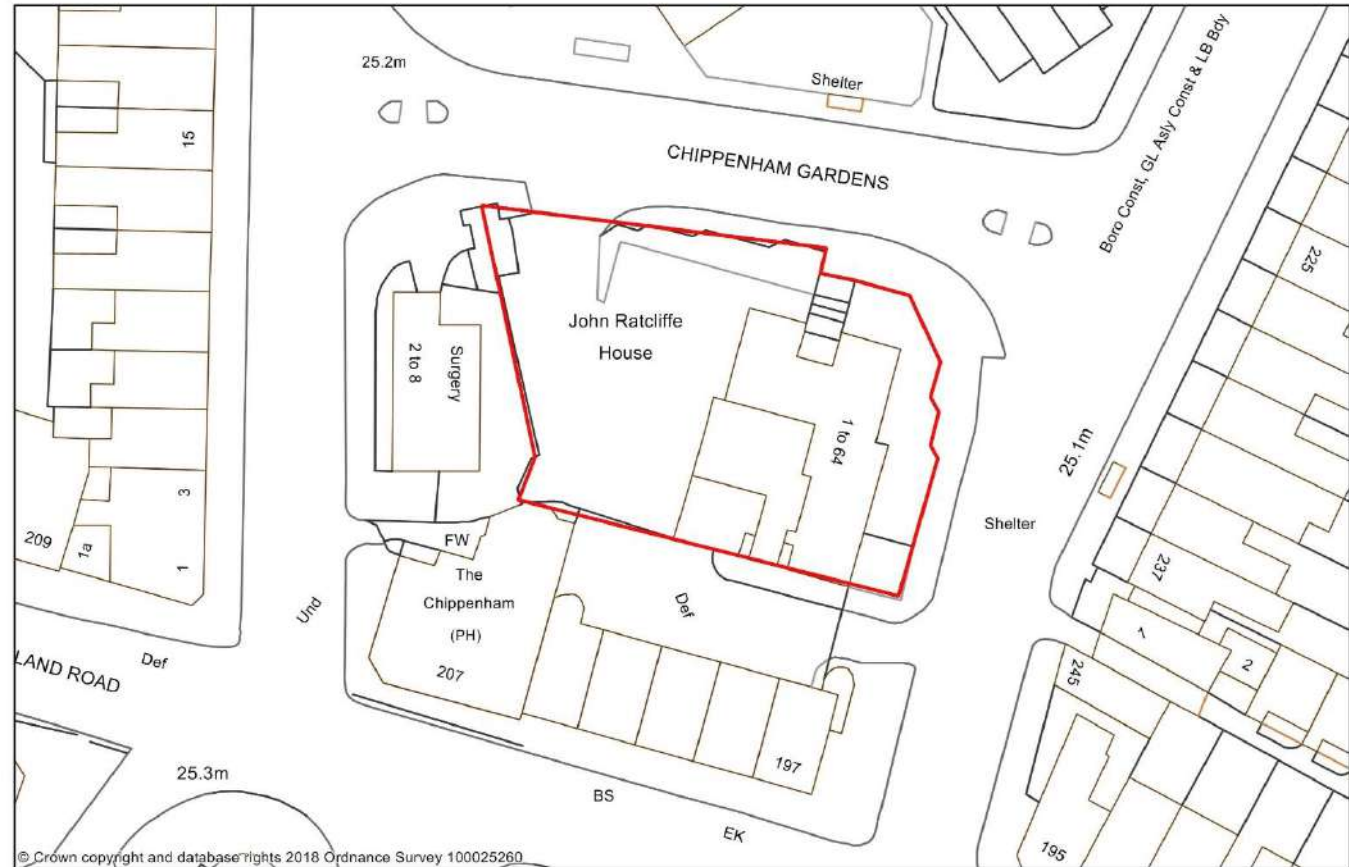 25.2m
Shelter
Boro Const, GL Asly Const & LB Bdy
CHIPPENHAM GARDENS
15
225
John Ratcliffe
House
Surgery
2 to 8
1 to 64
25.1m
Shelter
3
209
1a
1
FW
The
Chippenham
(PH)
207
Und
Def
237
1
2
Def
LAND ROAD
245
197
25.3m
BS
EK
195
© Crown copyright and database rights 2018 Ordnance Survey 100025260